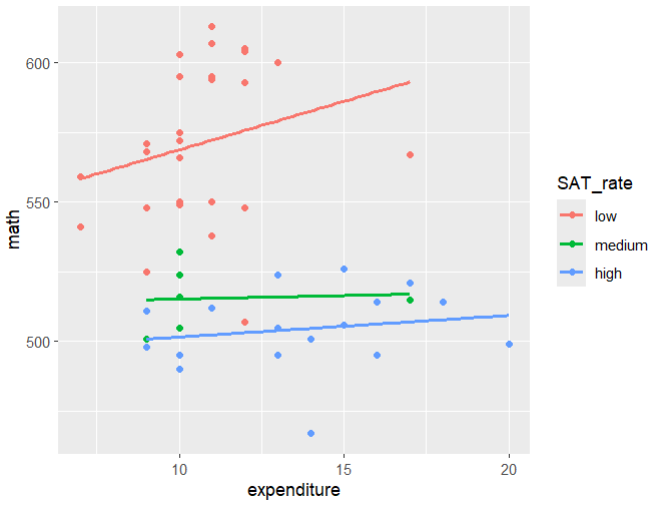 600
550
500
math
10 15 20
expenditure
SAT_rate
low
medium
high